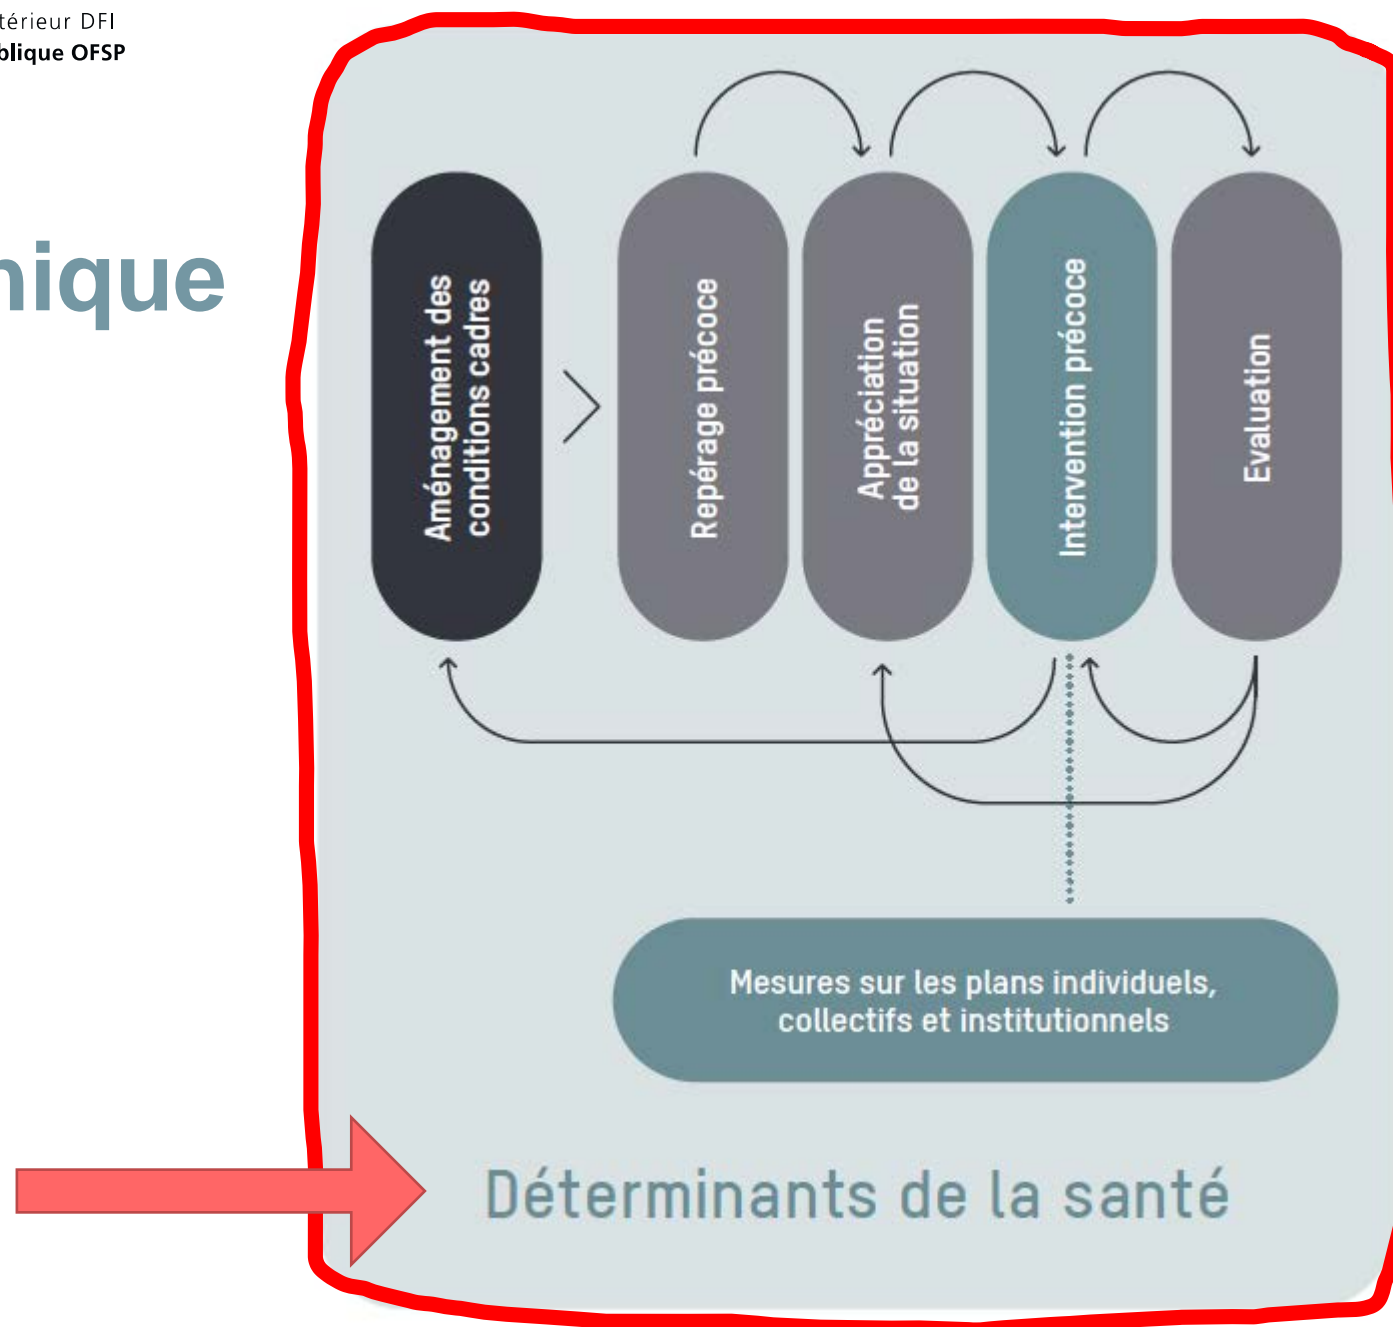 térieur DFI
blique OFSP
nique
Aménagement des
conditions cadres
Repérage précoce
Appréciation
de la situation
Intervention précoce
Evaluation
Mesures sur les plans individuels,
collectifs et institutionnels
Déterminants de la santé